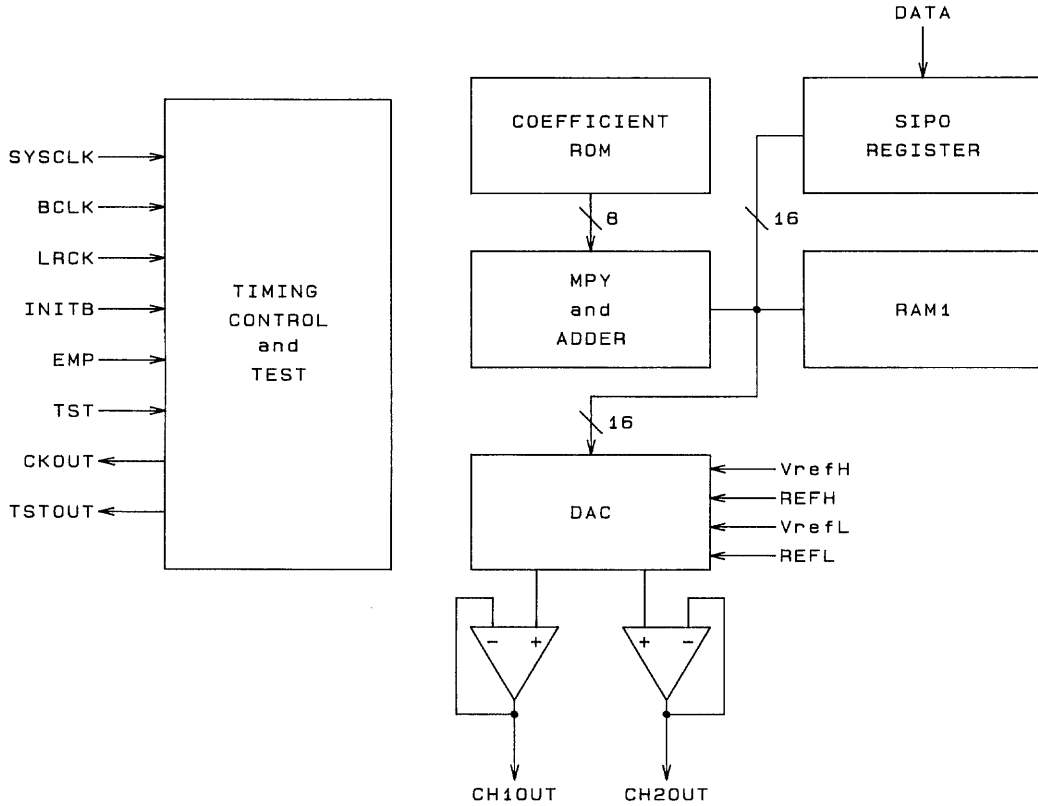 DATA
COEFFICIENT
ROM
SIPO
REGISTER
SYSCLK
BCLK
LRCK
INITB
EMP
TST
CKOUT
TSTOUT
TIMING
CONTROL
and
TEST
8
16
MPY
and
ADDER
RAM1
16
DAC
VrefH
REFH
VrefL
REFL
- +
+ -
CH1OUT
CH2OUT